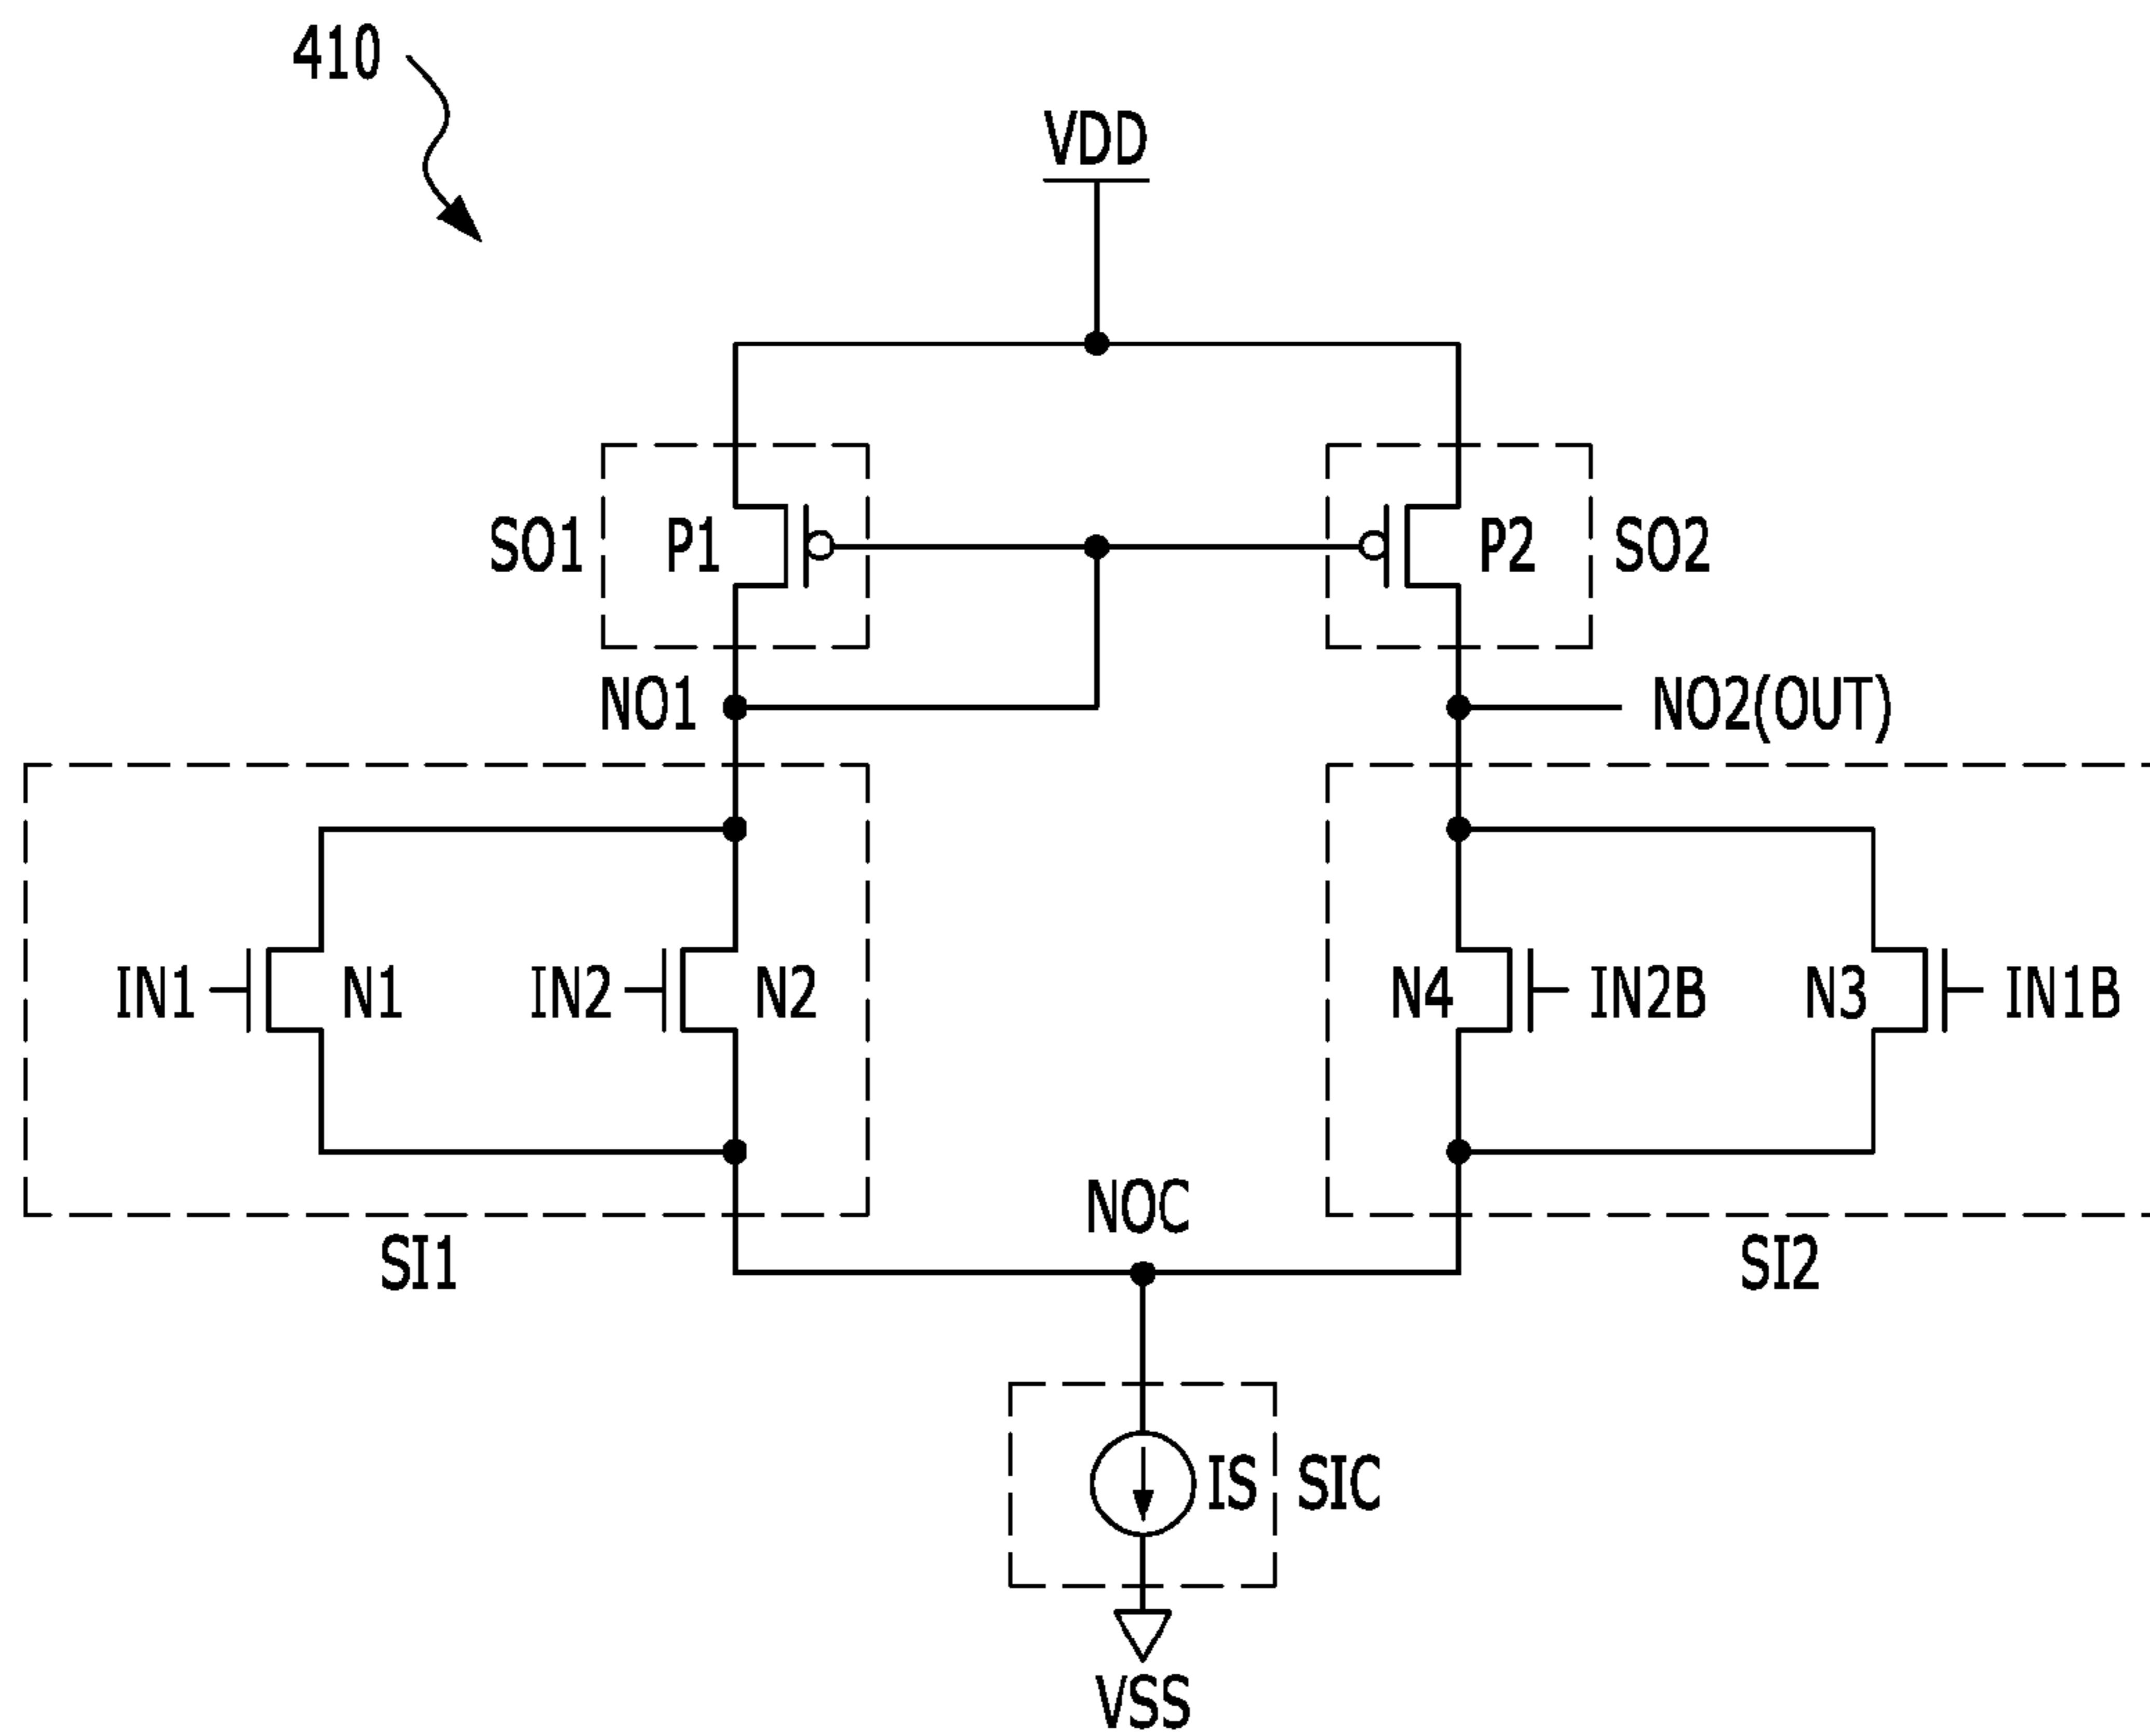 410
VDD
SO1
P1
P2
SO2
NO1
NO2(OUT)
IN1
N1
IN2
N2
N4
IN2B
N3
IN1B
NOC
SI1
SI2
IS
SIC
VSS